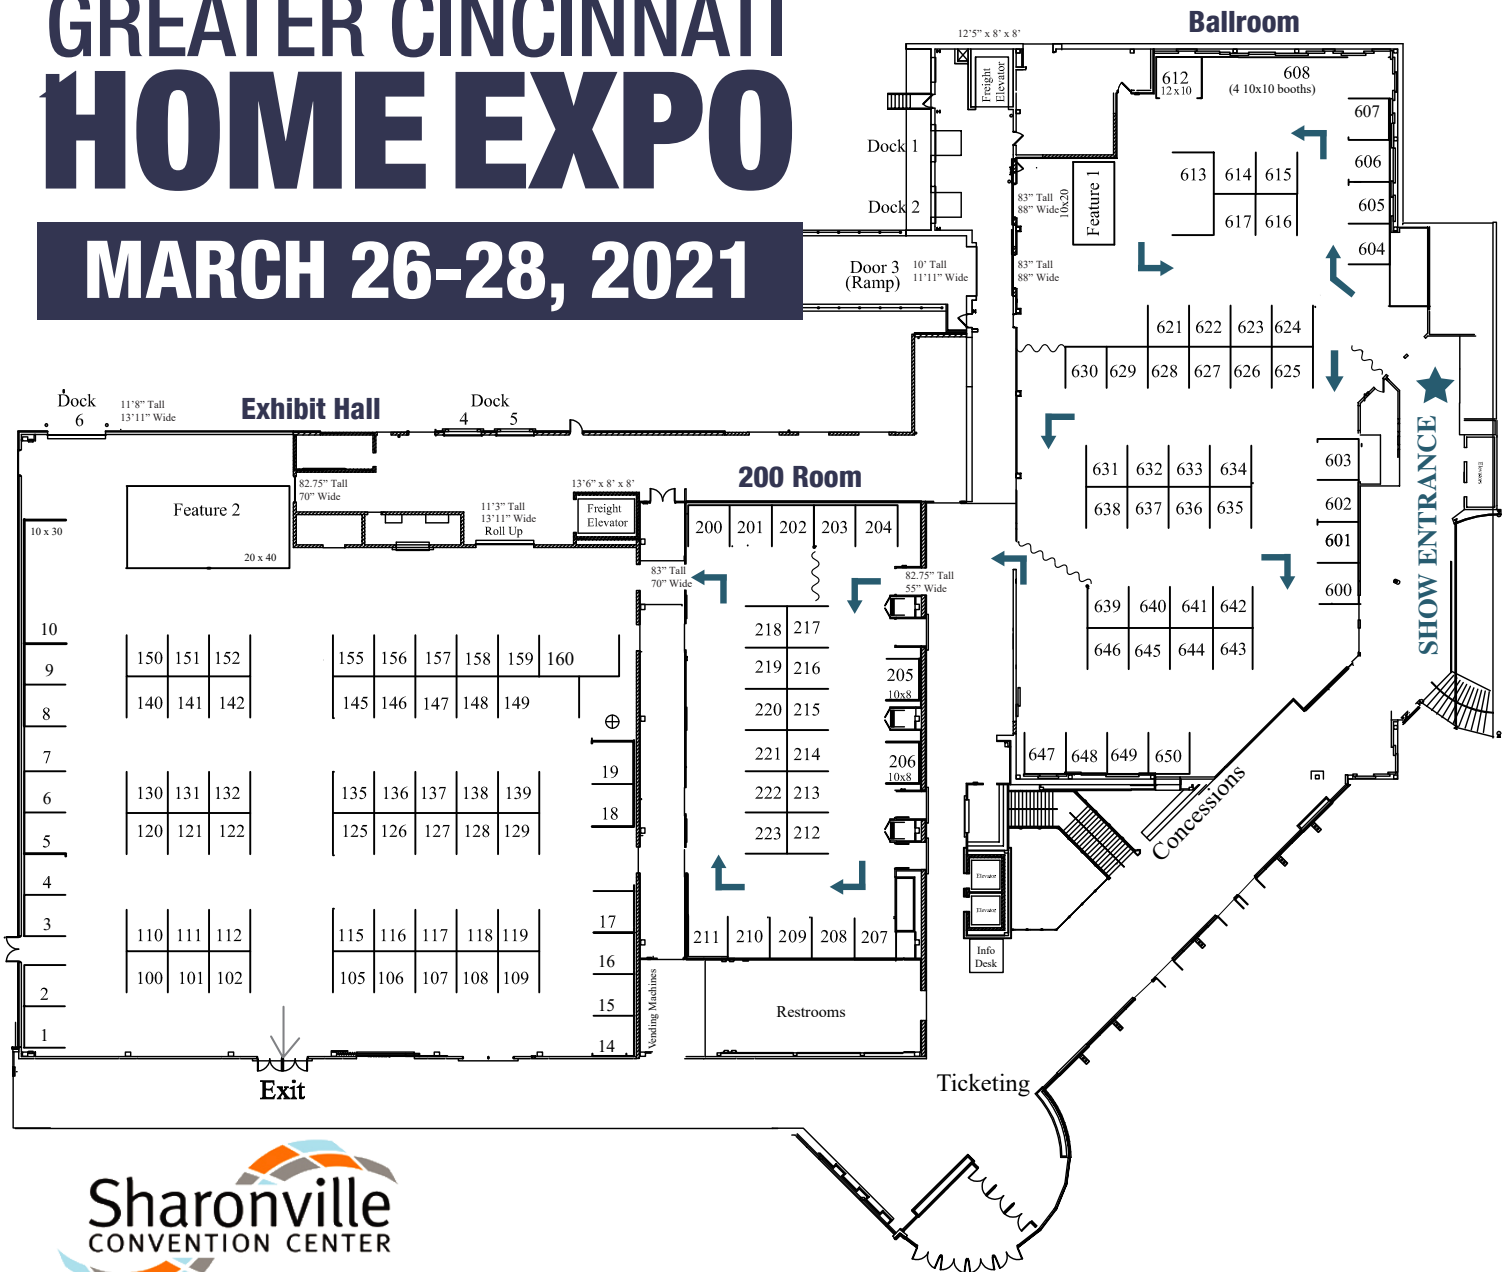 GREATER CINCINNATI
HOME EXPO
MARCH 26-28, 2021
Ballroom
12'5" x 8' x 8'
Freight
Elevator
612
12 x 10
608
(4 10x10 booths)
607
Dock 1
606
613 614 615
83" Tall
88" Wide
10x20
Feature 1
Dock 2
605
617 616
604
Door 3
(Ramp)
10' Tall
11'11" Wide
83" Tall
88" Wide
621 622 623 624
630 629 628 627 626 625
SHOW ENTRANCE
Dock
6
11'8" Tall
13'11" Wide
Exhibit Hall
Dock
4 5
603
Elevators
631 632 633 634
200 Room
82.75" Tall
70" Wide
13'6" x 8' x 8'
602
638 637 636 635
Feature 2
20 x 40
11'3" Tall
13'11" Wide
Roll Up
Freight
Elevator
200 201 202 203 204
10 x 30
601
83" Tall
70" Wide
82.75" Tall
55" Wide
600
639 640 641 642
646 645 644 643
10
218 217
9
150 151 152
155 156 157 158 159 160
219 216
205
10x8
8
140 141 142
145 146 147 148 149
220 215
7
221 214
206
10x8
647 648 649 650
19
6
130 131 132
135 136 137 138 139
222 213
18
5
120 121 122
125 126 127 128 129
223 212
Concessions
4
Elevator
Elevator
3
17
110 111 112
115 116 117 118 119
211 210 209 208 207
Info
Desk
16
100 101 102
105 106 107 108 109
2
15
Vending Machines
Restrooms
1
14
Exit
Ticketing
Sharonville
CONVENTION CENTER